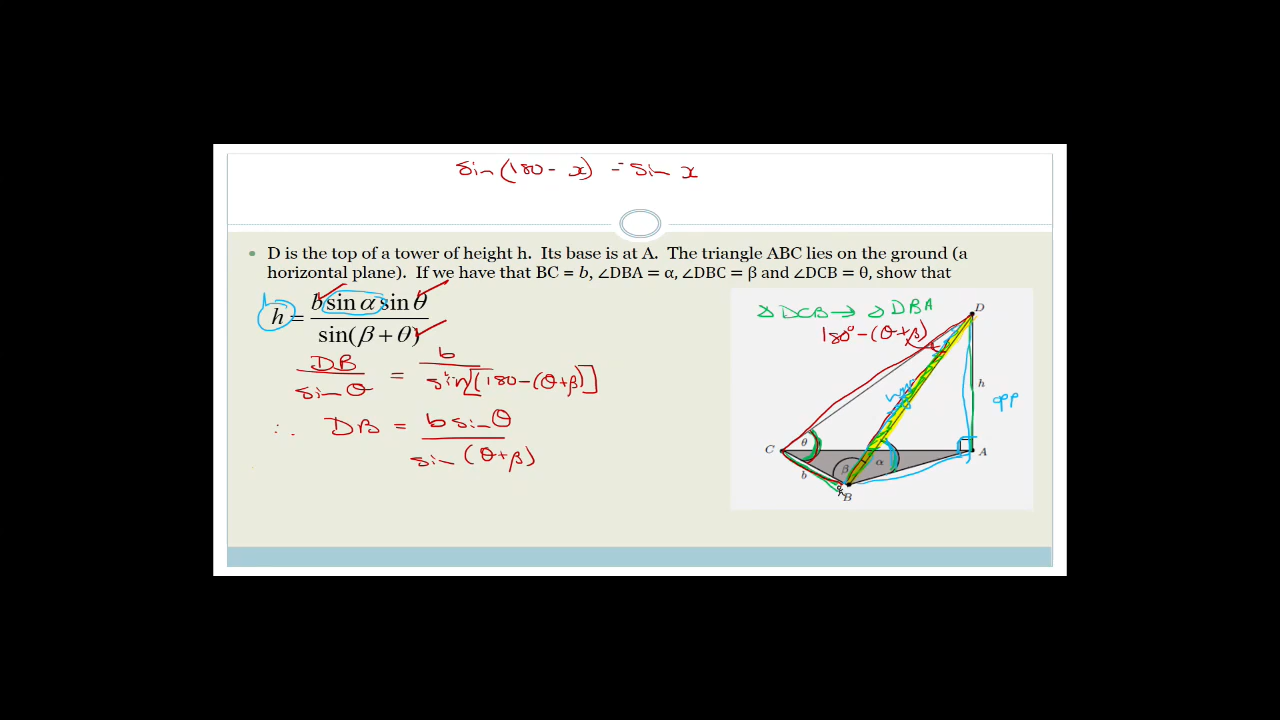 sin(180 - x) = sin x
D is the top of a tower of height h. Its base is at A. The triangle ABC lies on the ground (a
horizontal plane). If we have that BC = b, ∠DBA = α, ∠DBC = β and ∠DCB = θ, show that
h = b sin α sin θ / sin(β + θ)
DB / sin θ = b / sin[180 - (θ+β)]
∴ DB = b sin θ / sin (θ+β)
△DCB → △DBA
180° - (θ+β)
D
h
opp
θ
C
A
β
α
b
B